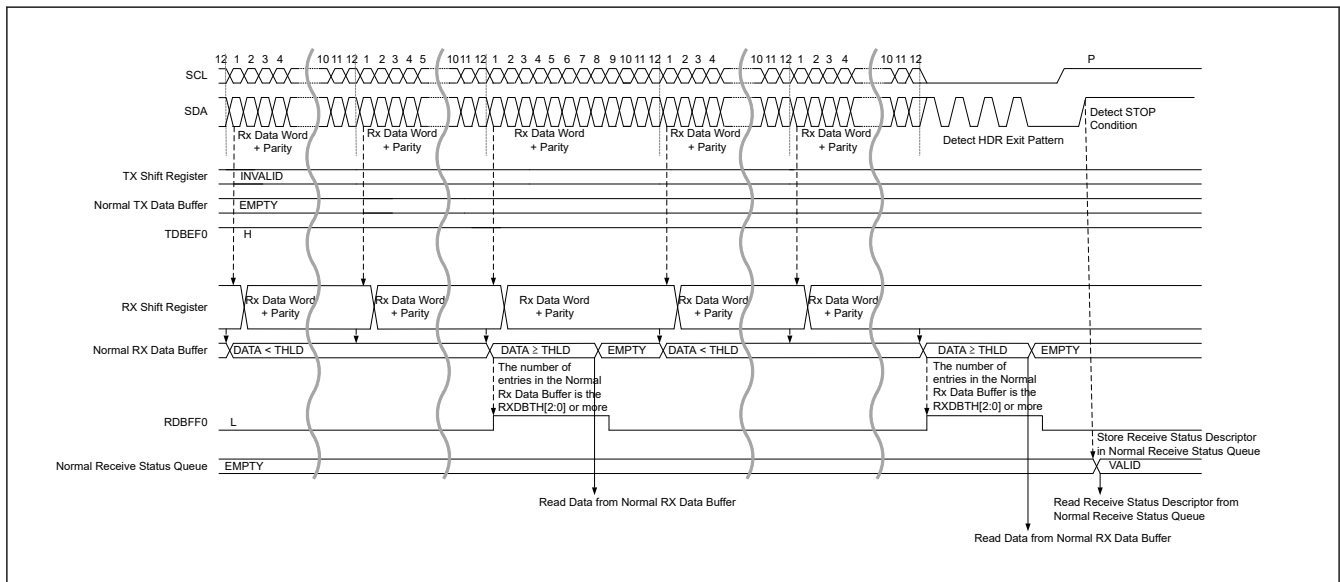 12 1 2 3 4 10 11 12 1 2 3 4 5 10 11 12 1 2 3 4 5 6 7 8 9 10 11 12 1 2 3 4 10 11 12 1 2 3 4 10 11 12 P
SCL
SDA
Rx Data Word
+ Parity
Rx Data Word
+ Parity
Rx Data Word
+ Parity
Rx Data Word
+ Parity
Rx Data Word
+ Parity
Detect HDR Exit Pattern
Detect STOP
Condition
TX Shift Register INVALID
Normal TX Data Buffer EMPTY
TDBEF0 H
RX Shift Register
Rx Data Word
+ Parity
Rx Data Word
+ Parity
Rx Data Word
+ Parity
Rx Data Word
+ Parity
Rx Data Word
+ Parity
Normal RX Data Buffer DATA < THLD DATA ≥ THLD EMPTY DATA < THLD DATA ≥ THLD EMPTY
The number of
entries in the Normal
Rx Data Buffer is the
RXDBTH[2:0] or more
The number of
entries in the Normal
Rx Data Buffer is the
RXDBTH[2:0] or more
RDBFF0 L
Store Receive Status Descriptor
in Normal Receive Status Queue
Normal Receive Status Queue EMPTY VALID
Read Data from Normal RX Data Buffer
Read Receive Status Descriptor from
Normal Receive Status Queue
Read Data from Normal RX Data Buffer